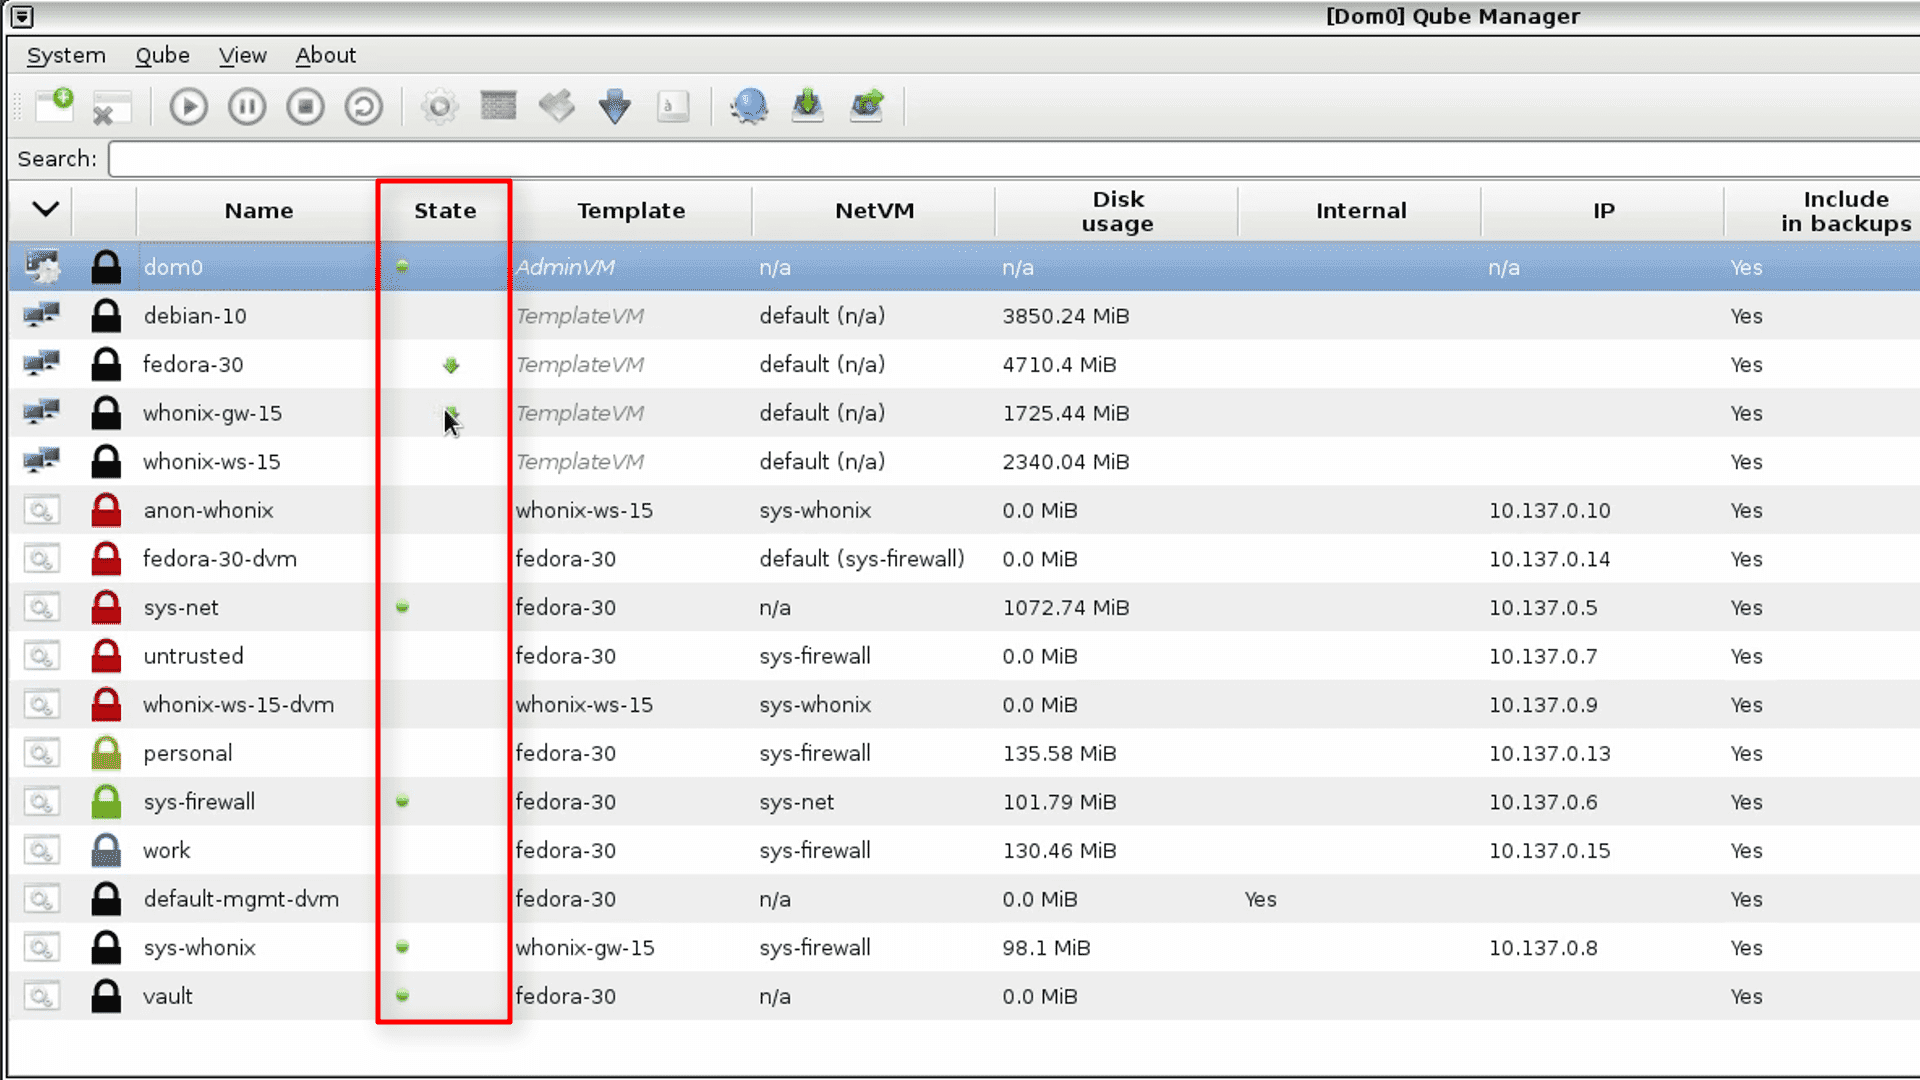 [Dom0] Qube Manager
System Qube View About
Search:
Name State Template NetVM Disk usage Internal IP Include in backups
dom0 AdminVM n/a n/a n/a Yes
debian-10 TemplateVM default (n/a) 3850.24 MiB Yes
fedora-30 TemplateVM default (n/a) 4710.4 MiB Yes
whonix-gw-15 TemplateVM default (n/a) 1725.44 MiB Yes
whonix-ws-15 TemplateVM default (n/a) 2340.04 MiB Yes
anon-whonix whonix-ws-15 sys-whonix 0.0 MiB 10.137.0.10 Yes
fedora-30-dvm fedora-30 default (sys-firewall) 0.0 MiB 10.137.0.14 Yes
sys-net fedora-30 n/a 1072.74 MiB 10.137.0.5 Yes
untrusted fedora-30 sys-firewall 0.0 MiB 10.137.0.7 Yes
whonix-ws-15-dvm whonix-ws-15 sys-whonix 0.0 MiB 10.137.0.9 Yes
personal fedora-30 sys-firewall 135.58 MiB 10.137.0.13 Yes
sys-firewall fedora-30 sys-net 101.79 MiB 10.137.0.6 Yes
work fedora-30 sys-firewall 130.46 MiB 10.137.0.15 Yes
default-mgmt-dvm fedora-30 n/a 0.0 MiB Yes Yes
sys-whonix whonix-gw-15 sys-firewall 98.1 MiB 10.137.0.8 Yes
vault fedora-30 n/a 0.0 MiB Yes